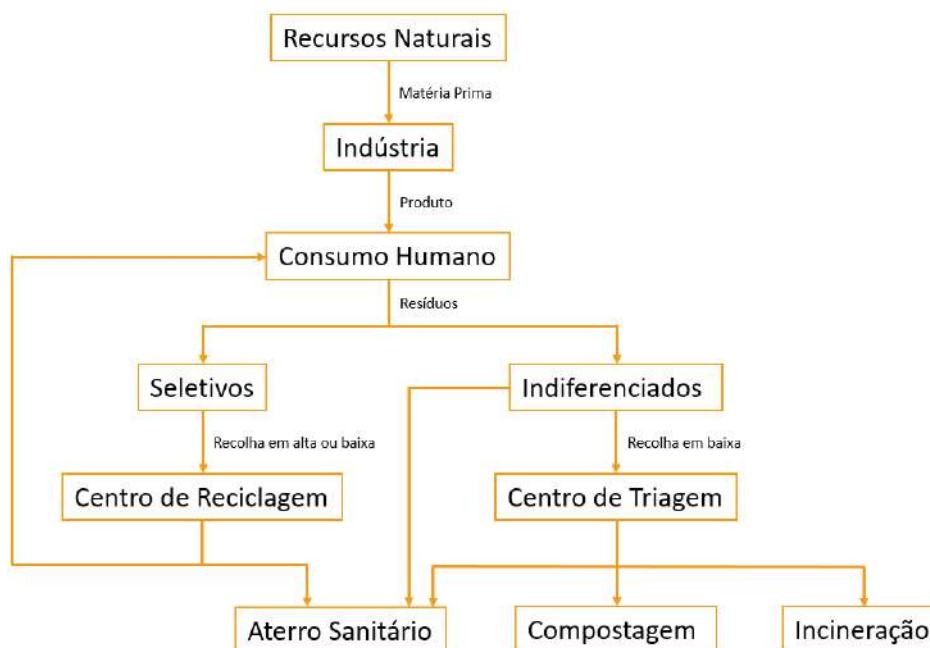 Recursos Naturais
Matéria Prima
Indústria
Produto
Consumo Humano
Resíduos
Seletivos
Indiferenciados
Recolha em alta ou baixa
Recolha em baixa
Centro de Reciclagem
Centro de Triagem
Aterro Sanitário
Compostagem
Incineração